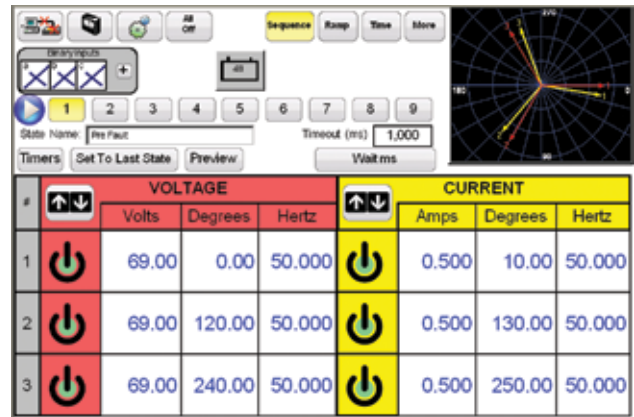 All Off Sequence Ramp Time More
270
Binary Inputs
A B C +
180 0
1 2 3 4 5 6 7 8 9
State Name: Pre Fault Timeout (ms) 1,000
90
Timers Set To Last State Preview Wait ms
# VOLTAGE CURRENT
Volts Degrees Hertz Amps Degrees Hertz
1 69.00 0.00 50.000 0.500 10.00 50.000
2 69.00 120.00 50.000 0.500 130.00 50.000
3 69.00 240.00 50.000 0.500 250.00 50.000